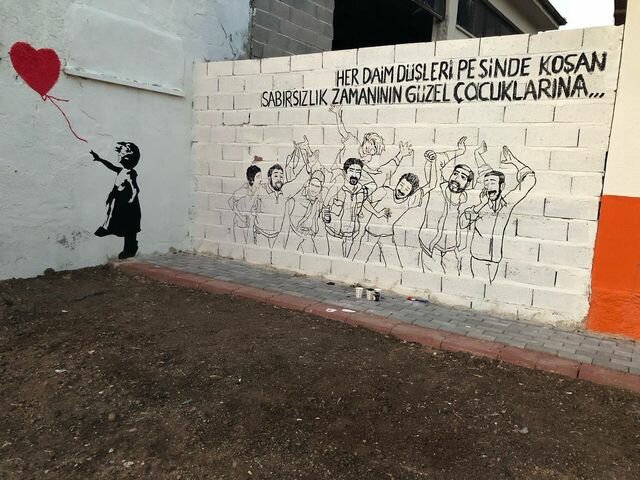 HER DAİM DÜŞLERİ PEŞİNDE KOŞAN
SABIRSIZLIK ZAMANININ GÜZEL ÇOCUKLARINA...